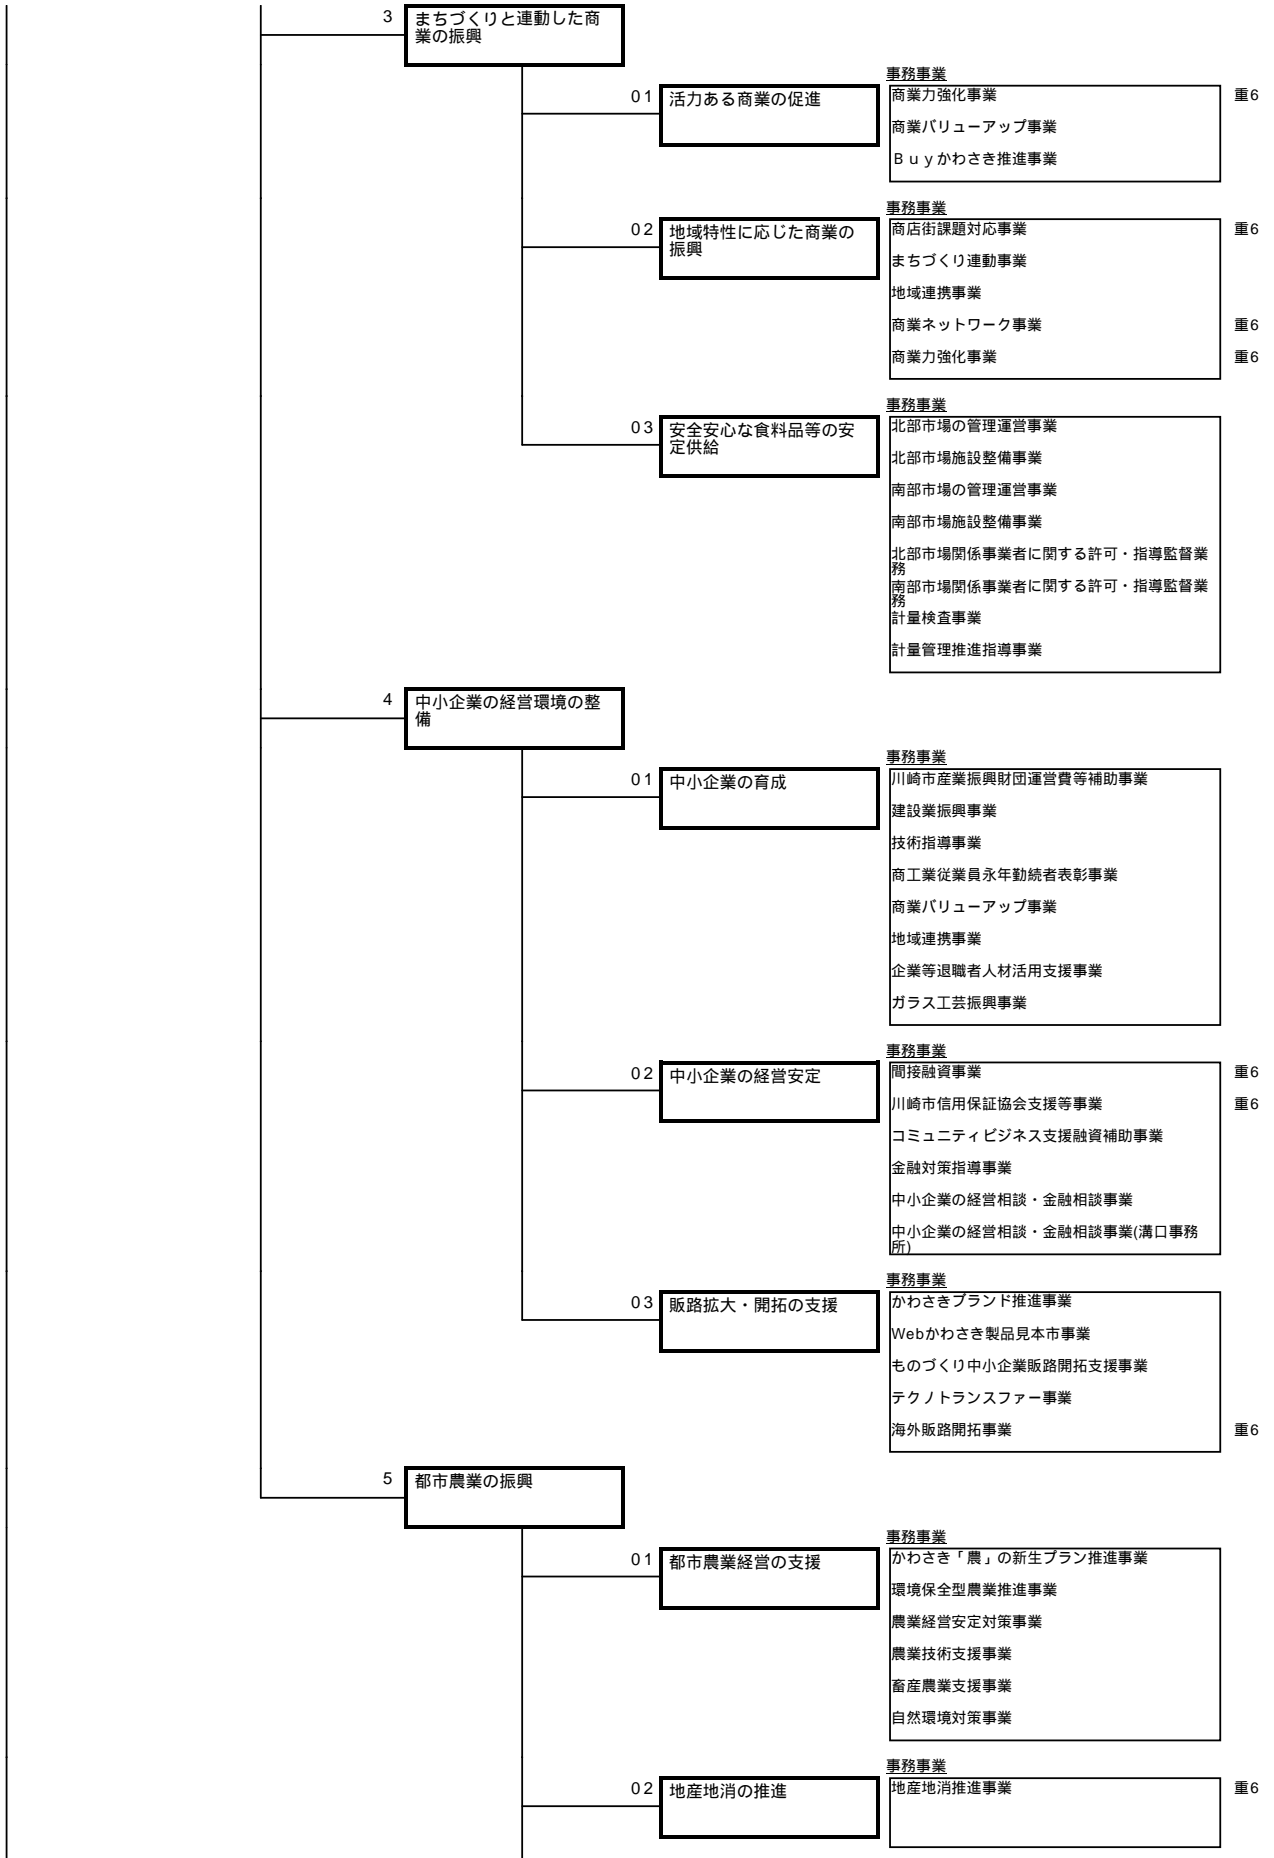 3 まちづくりと連動した商
業の振興
事務事業
01 活力ある商業の促進
商業力強化事業 重6
商業バリューアップ事業
Ｂｕｙかわさき推進事業
事務事業
02 地域特性に応じた商業の
振興
商店街課題対応事業 重6
まちづくり連動事業
地域連携事業
商業ネットワーク事業 重6
商業力強化事業 重6
事務事業
03 安全安心な食料品等の安
定供給
北部市場の管理運営事業
北部市場施設整備事業
南部市場の管理運営事業
南部市場施設整備事業
北部市場関係事業者に関する許可・指導監督業
務
南部市場関係事業者に関する許可・指導監督業
務
計量検査事業
計量管理推進指導事業
4 中小企業の経営環境の整
備
事務事業
01 中小企業の育成
川崎市産業振興財団運営費等補助事業
建設業振興事業
技術指導事業
商工業従業員永年勤続者表彰事業
商業バリューアップ事業
地域連携事業
企業等退職者人材活用支援事業
ガラス工芸振興事業
事務事業
02 中小企業の経営安定
間接融資事業 重6
川崎市信用保証協会支援等事業 重6
コミュニティビジネス支援融資補助事業
金融対策指導事業
中小企業の経営相談・金融相談事業
中小企業の経営相談・金融相談事業(溝口事務
所)
事務事業
03 販路拡大・開拓の支援
かわさきブランド推進事業
Webかわさき製品見本市事業
ものづくり中小企業販路開拓支援事業
テクノトランスファー事業
海外販路開拓事業 重6
5 都市農業の振興
事務事業
01 都市農業経営の支援
かわさき「農」の新生プラン推進事業
環境保全型農業推進事業
農業経営安定対策事業
農業技術支援事業
畜産農業支援事業
自然環境対策事業
事務事業
02 地産地消の推進
地産地消推進事業 重6